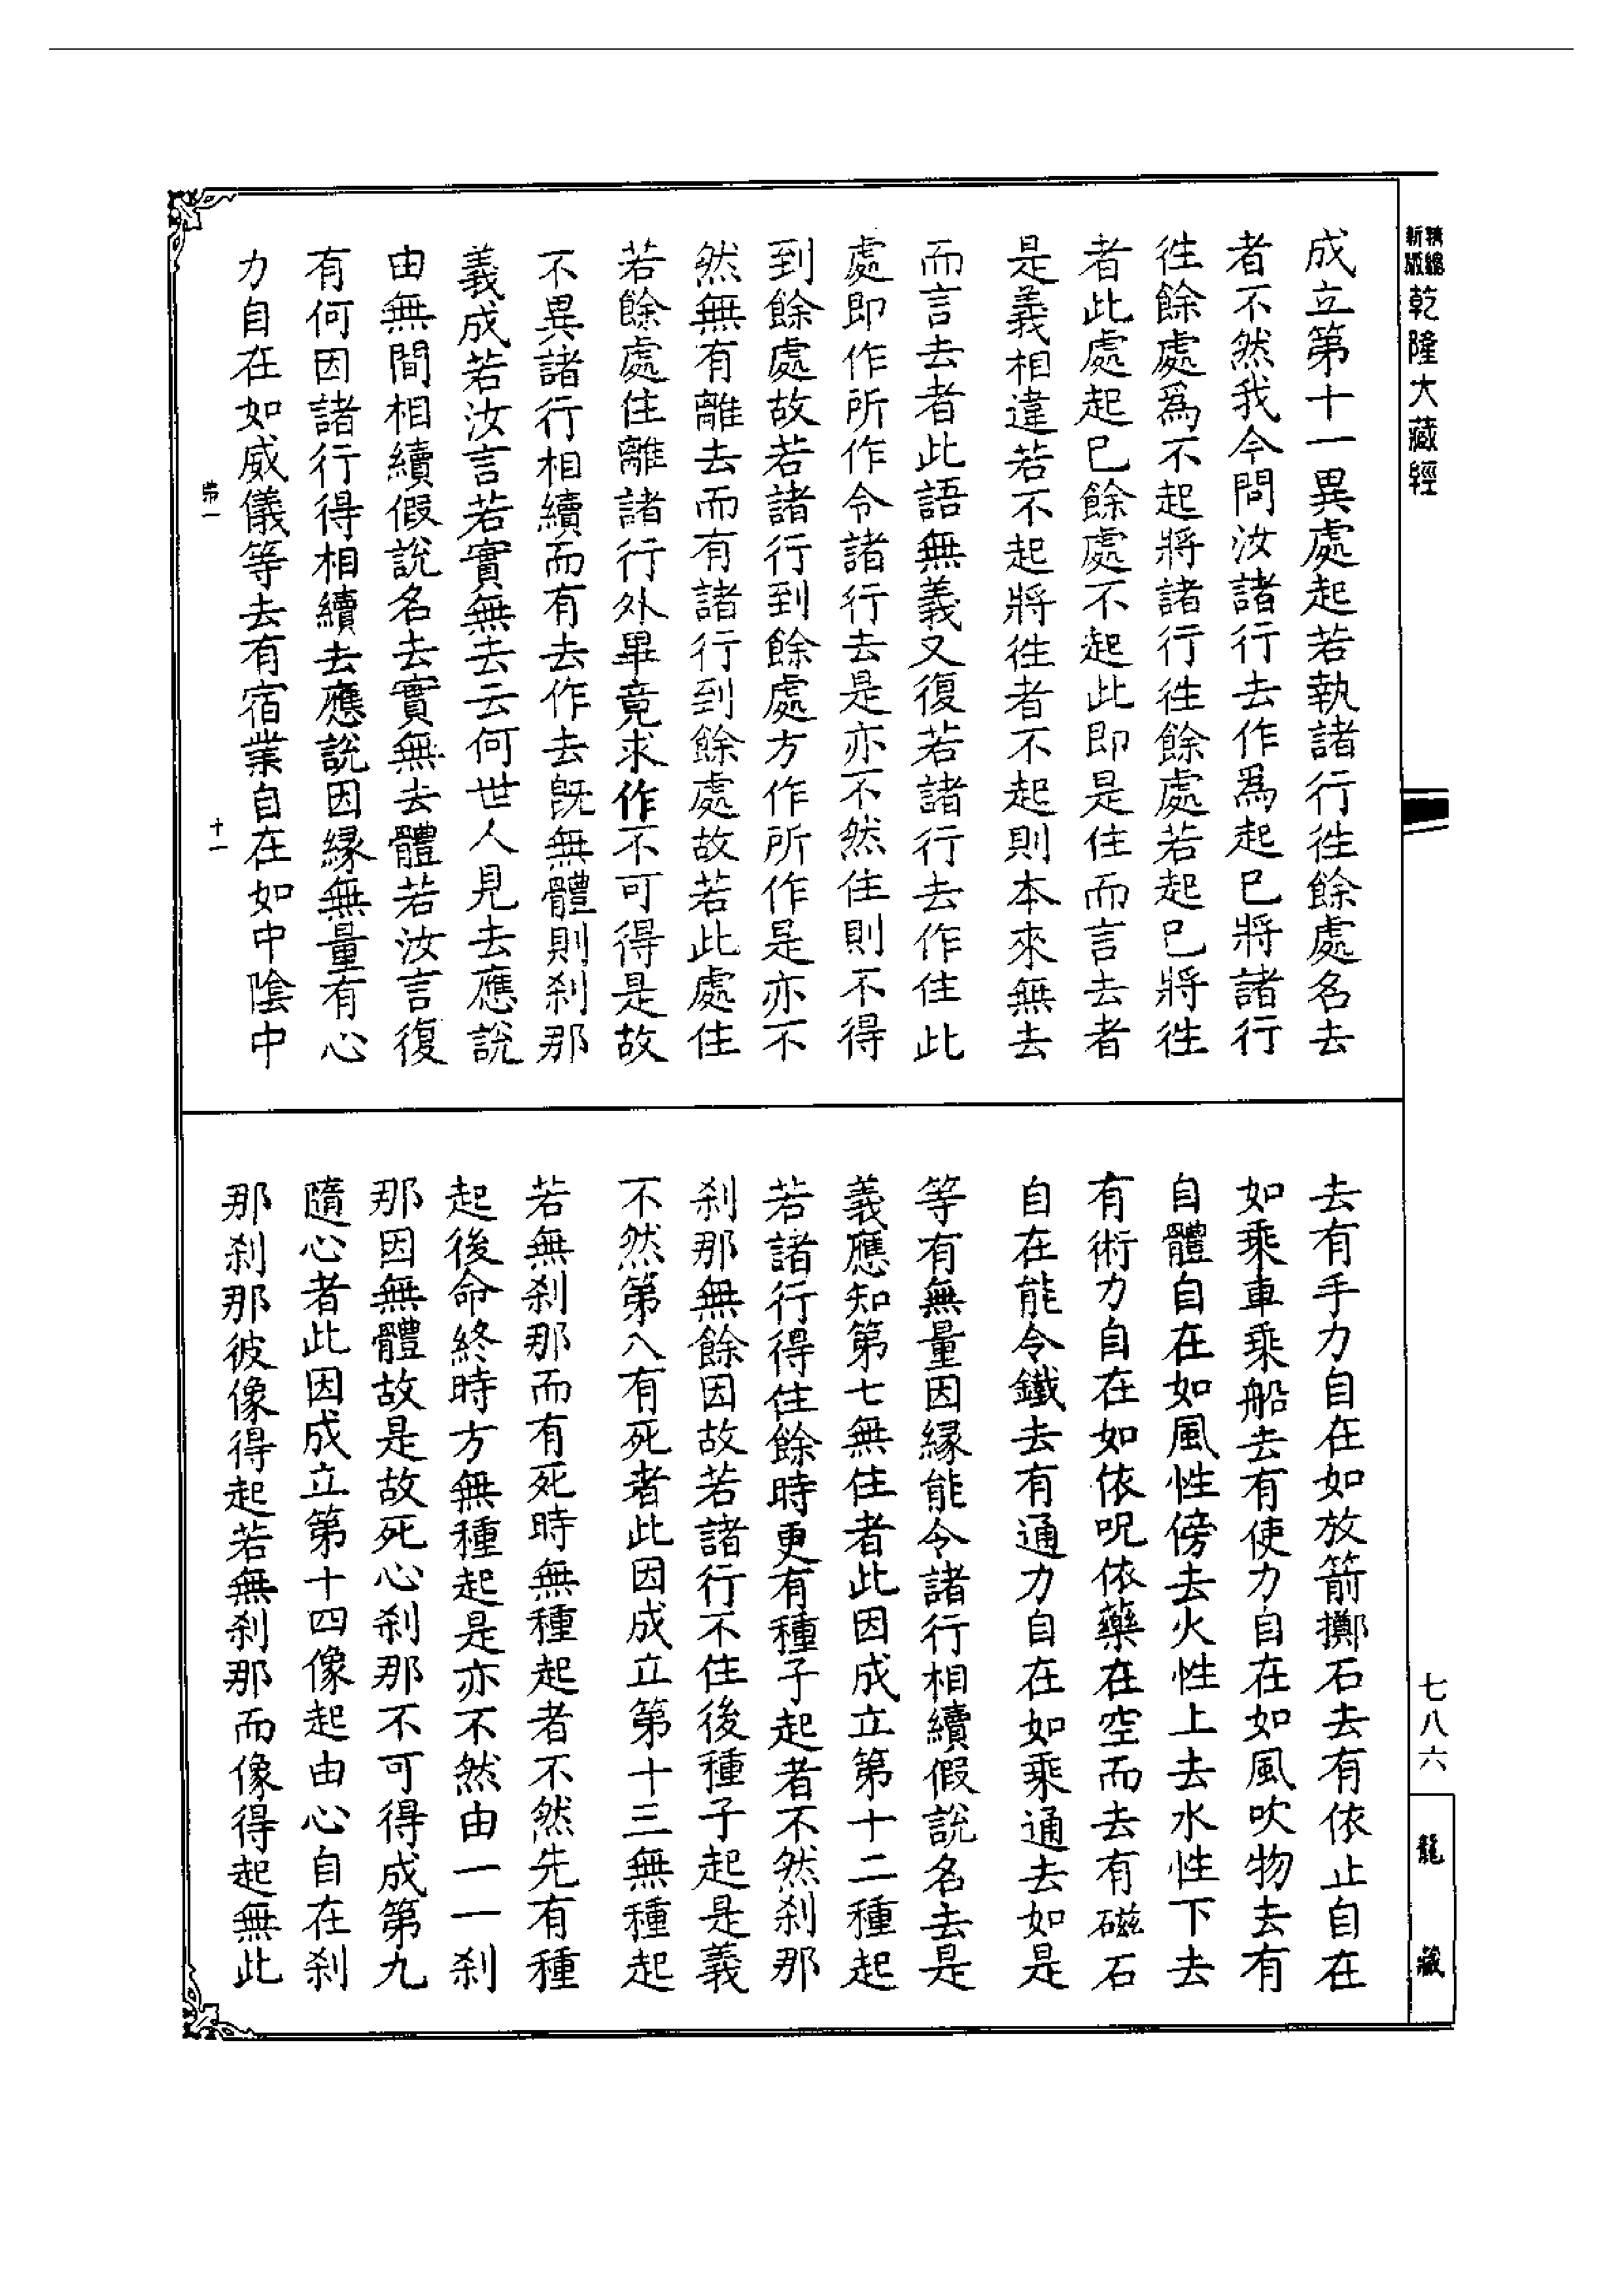 新版精縮乾隆大藏經
成立第十一異處起若執諸行徃餘處名去
者不然我今問汝諸行去作爲起已將諸行
徃餘處爲不起將諸行徃餘處若起已將徃
者此處起已餘處不起此即是住而言去者
是義相違若不起將徃者不起則本來無去
而言去者此語無義又復若諸行去作住此
處即作所作令諸行去是亦不然住則不得
到餘處故若諸行到餘處方作所作是亦不
然無有離去而有諸行到餘處故若此處住
若餘處住離諸行外畢竟求作不可得是故
不異諸行相續而有去作去旣無體則刹那
義成若汝言若實無去云何世人見去應說
由無間相續假說名去實無去體若汝言復
有何因諸行得相續去應說因縁無量有心
力自在如威儀等去有宿業自在如中隂中
第一
十一
去有手力自在如放箭擲石去有依止自在
如乘車乘船去有使力自在如風吹物去有
自體自在如風性傍去火性上去水性下去
有術力自在如依呪依藥在空而去有磁石
自在能令鐵去有通力自在如乘通去如是
等有無量因縁能令諸行相續假說名去是
義應知第七無住者此因成立第十二種起
若諸行得住餘時更有種子起者不然刹那
刹那無餘因故若諸行不住後種子起是義
不然第八有死者此因成立第十三無種起
若無刹那而有死時無種起者不然先有種
起後命終時方無種起是亦不然由一一刹
那因無體故是故死心刹那不可得成第九
隨心者此因成立第十四像起由心自在刹
那刹那彼像得起若無刹那而像得起無此
七八六
龍藏